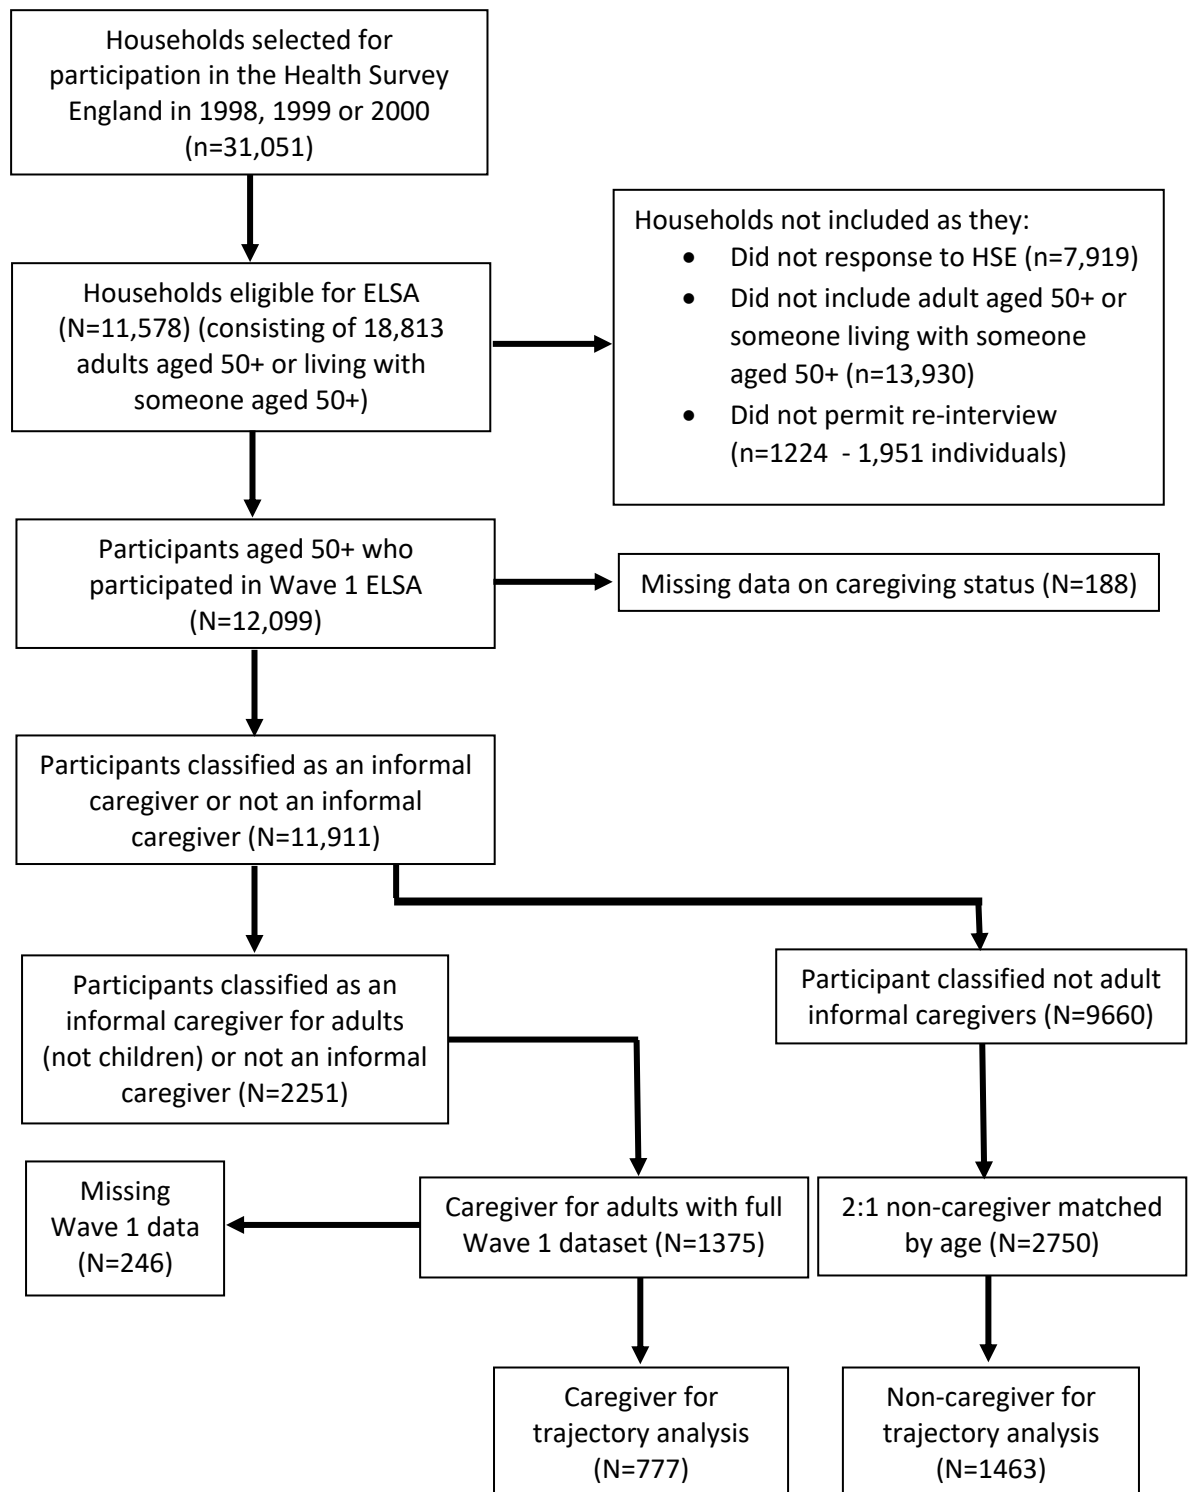 Households selected for
participation in the Health Survey
England in 1998, 1999 or 2000
(n=31,051)
Households not included as they:
• Did not response to HSE (n=7,919)
• Did not include adult aged 50+ or
someone living with someone
aged 50+ (n=13,930)
• Did not permit re-interview
(n=1224 - 1,951 individuals)
Households eligible for ELSA
(N=11,578) (consisting of 18,813
adults aged 50+ or living with
someone aged 50+)
Participants aged 50+ who
participated in Wave 1 ELSA
(N=12,099)
Missing data on caregiving status (N=188)
Participants classified as an informal
caregiver or not an informal
caregiver (N=11,911)
Participants classified as an
informal caregiver for adults
(not children) or not an informal
caregiver (N=2251)
Participant classified not adult
informal caregivers (N=9660)
Missing
Wave 1 data
(N=246)
Caregiver for adults with full
Wave 1 dataset (N=1375)
2:1 non-caregiver matched
by age (N=2750)
Caregiver for
trajectory analysis
(N=777)
Non-caregiver for
trajectory analysis
(N=1463)